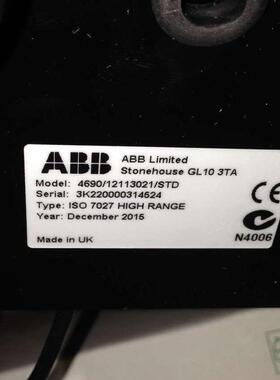 ABB
ABB Limited
Stonehouse GL10 3TA
Model: 4690/12113021/STD
Serial: 3K220000314524
Type: ISO 7027 HIGH RANGE
Year: December 2015
Made in UK
CE
N4006